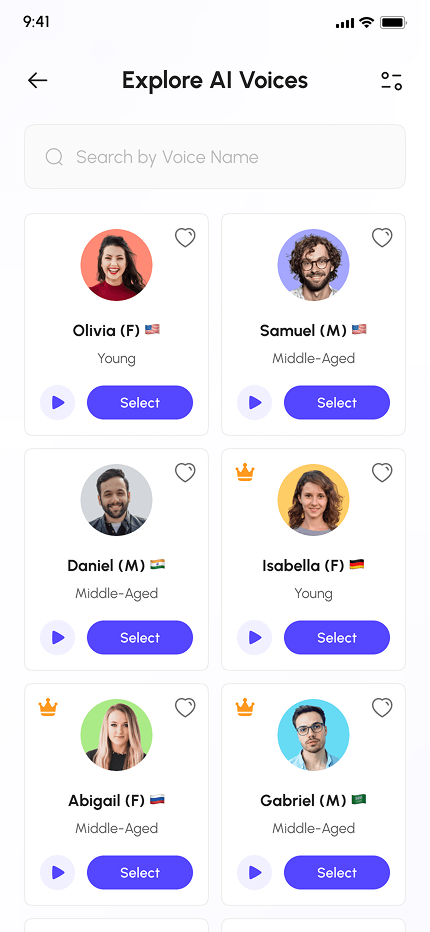 9:41
Explore AI Voices
Search by Voice Name
Olivia (F) 🇺🇸
Samuel (M) 🇺🇸
Young
Middle-Aged
Select
Select
Daniel (M) 🇮🇳
Isabella (F) 🇩🇪
Middle-Aged
Young
Select
Select
Abigail (F) 🇷🇺
Gabriel (M) 🇸🇦
Middle-Aged
Middle-Aged
Select
Select